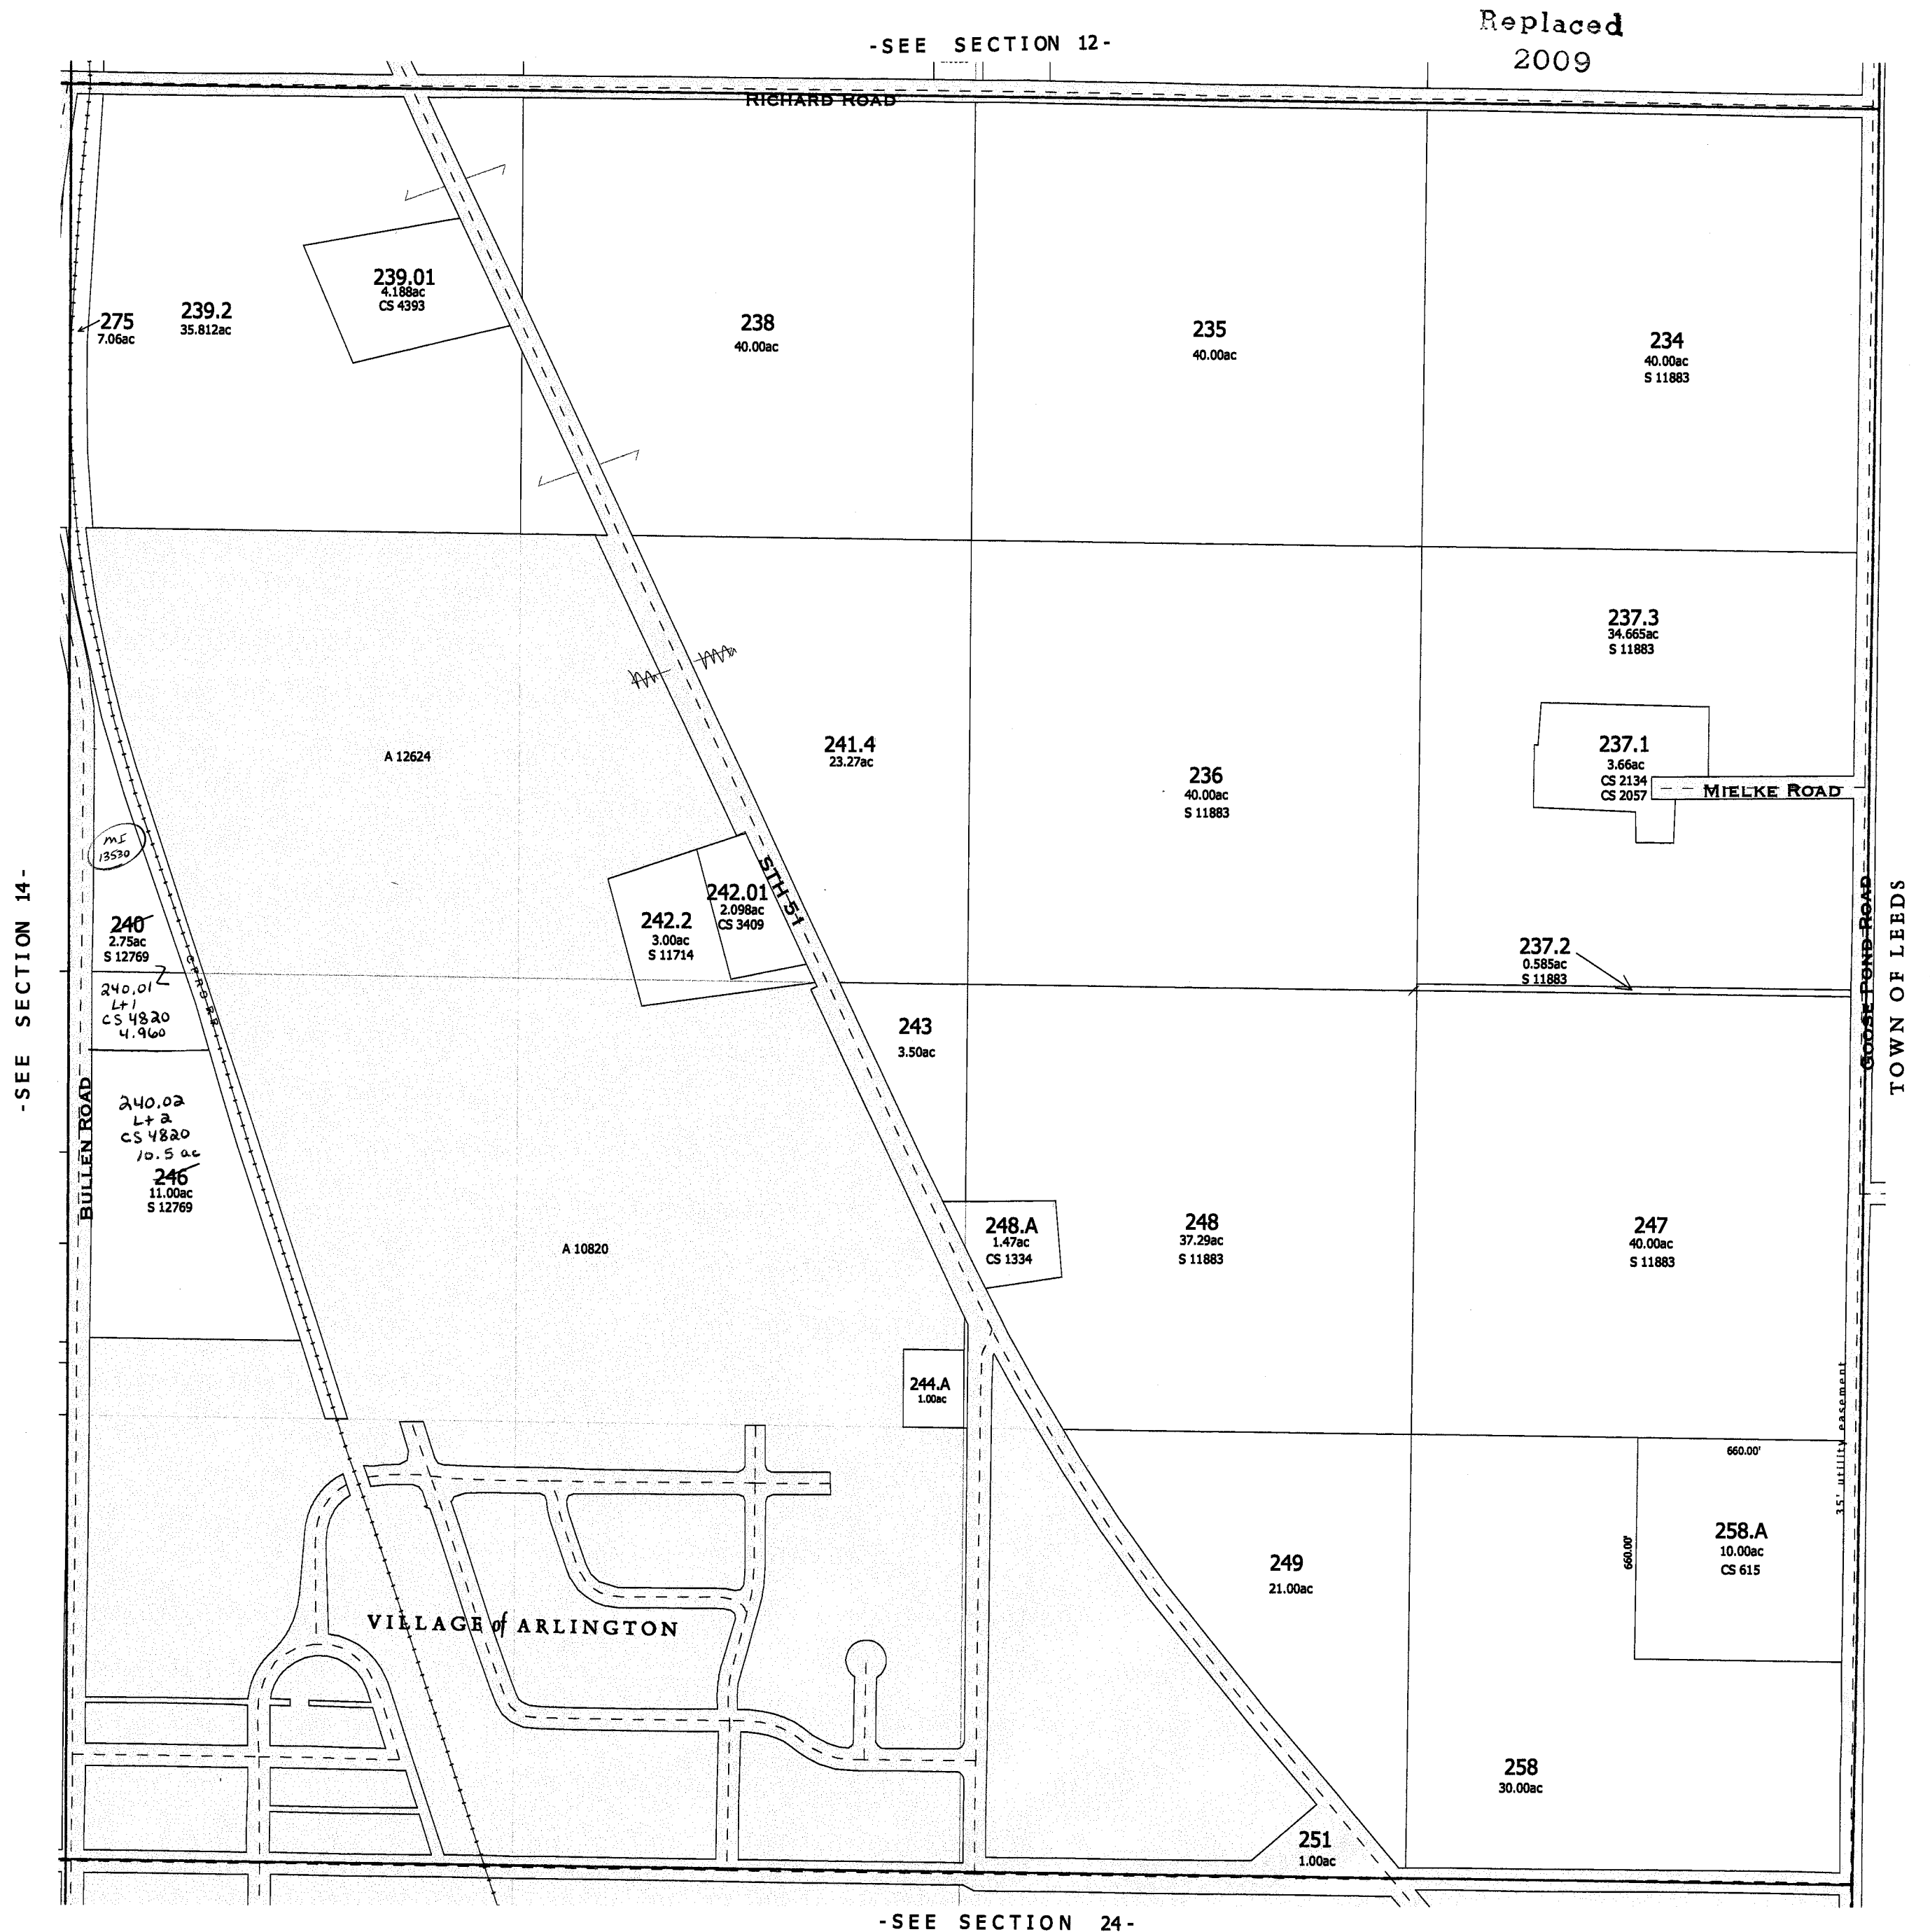 Replaced
2009
-SEE SECTION 12-
RICHARD ROAD
239.01
4.188ac
CS 4393
275
7.06ac
239.2
35.812ac
238
40.00ac
235
40.00ac
234
40.00ac
S 11883
237.3
34.665ac
S 11883
A 12624
241.4
23.27ac
236
40.00ac
S 11883
237.1
3.66ac
CS 2134
CS 2057
MIELKE ROAD
MI
13530
STH 51
242.01
2.098ac
CS 3409
242.2
3.00ac
S 11714
240
2.75ac
S 12769
237.2
0.585ac
S 11883
-SEE SECTION 14-
GOOSE POND ROAD
TOWN OF LEEDS
240.01
Lt 1
CS 4820
4.960
243
3.50ac
BULLEN ROAD
240.02
Lt 2
CS 4820
10.5 ac
246
11.00ac
S 12769
A 10820
248.A
1.47ac
CS 1334
248
37.29ac
S 11883
247
40.00ac
S 11883
244.A
1.00ac
35' utility easement
660.00'
660.00'
258.A
10.00ac
CS 615
249
21.00ac
VILLAGE of ARLINGTON
258
30.00ac
251
1.00ac
-SEE SECTION 24-